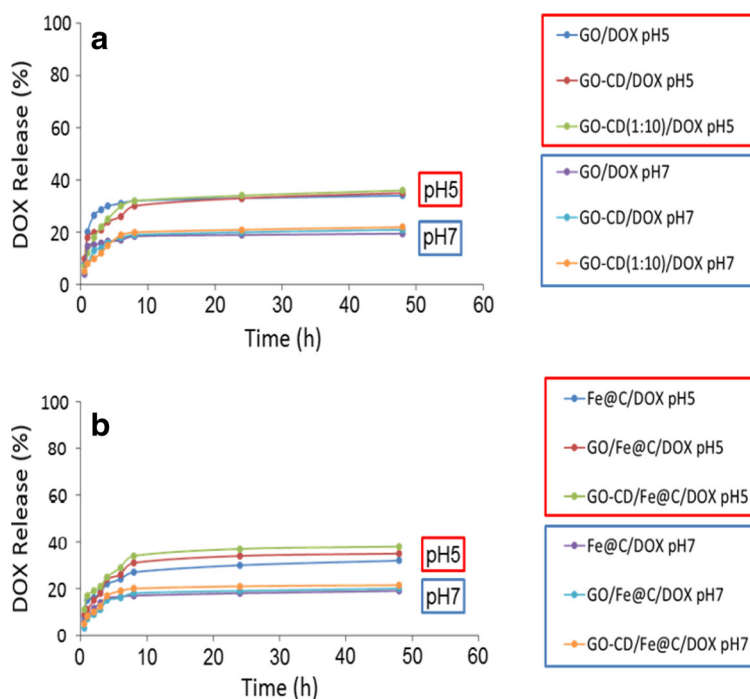 a
DOX Release (%)
100
80
60
40
20
0
pH5
pH7
0 10 20 30 40 50 60
Time (h)
GO/DOX pH5
GO-CD/DOX pH5
GO-CD(1:10)/DOX pH5
GO/DOX pH7
GO-CD/DOX pH7
GO-CD(1:10)/DOX pH7
b
DOX Release (%)
100
80
60
40
20
0
pH5
pH7
0 10 20 30 40 50 60
Time (h)
Fe@C/DOX pH5
GO/Fe@C/DOX pH5
GO-CD/Fe@C/DOX pH5
Fe@C/DOX pH7
GO/Fe@C/DOX pH7
GO-CD/Fe@C/DOX pH7